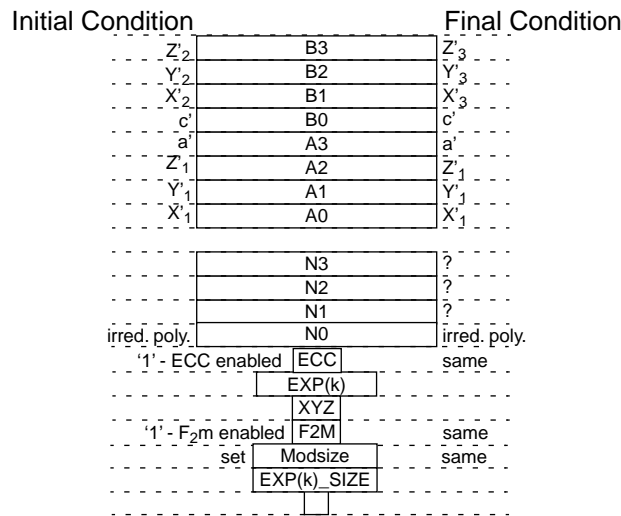 Initial Condition Final Condition
Z'2 B3 Z'3
Y'2 B2 Y'3
X'2 B1 X'3
c' B0 c'
a' A3 a'
Z'1 A2 Z'1
Y'1 A1 Y'1
X'1 A0 X'1
N3 ?
N2 ?
N1 ?
irred. poly. N0 irred. poly.
‘1’ - ECC enabled ECC same
EXP(k)
XYZ
‘1’ - F2m enabled F2M same
set Modsize same
EXP(k)_SIZE